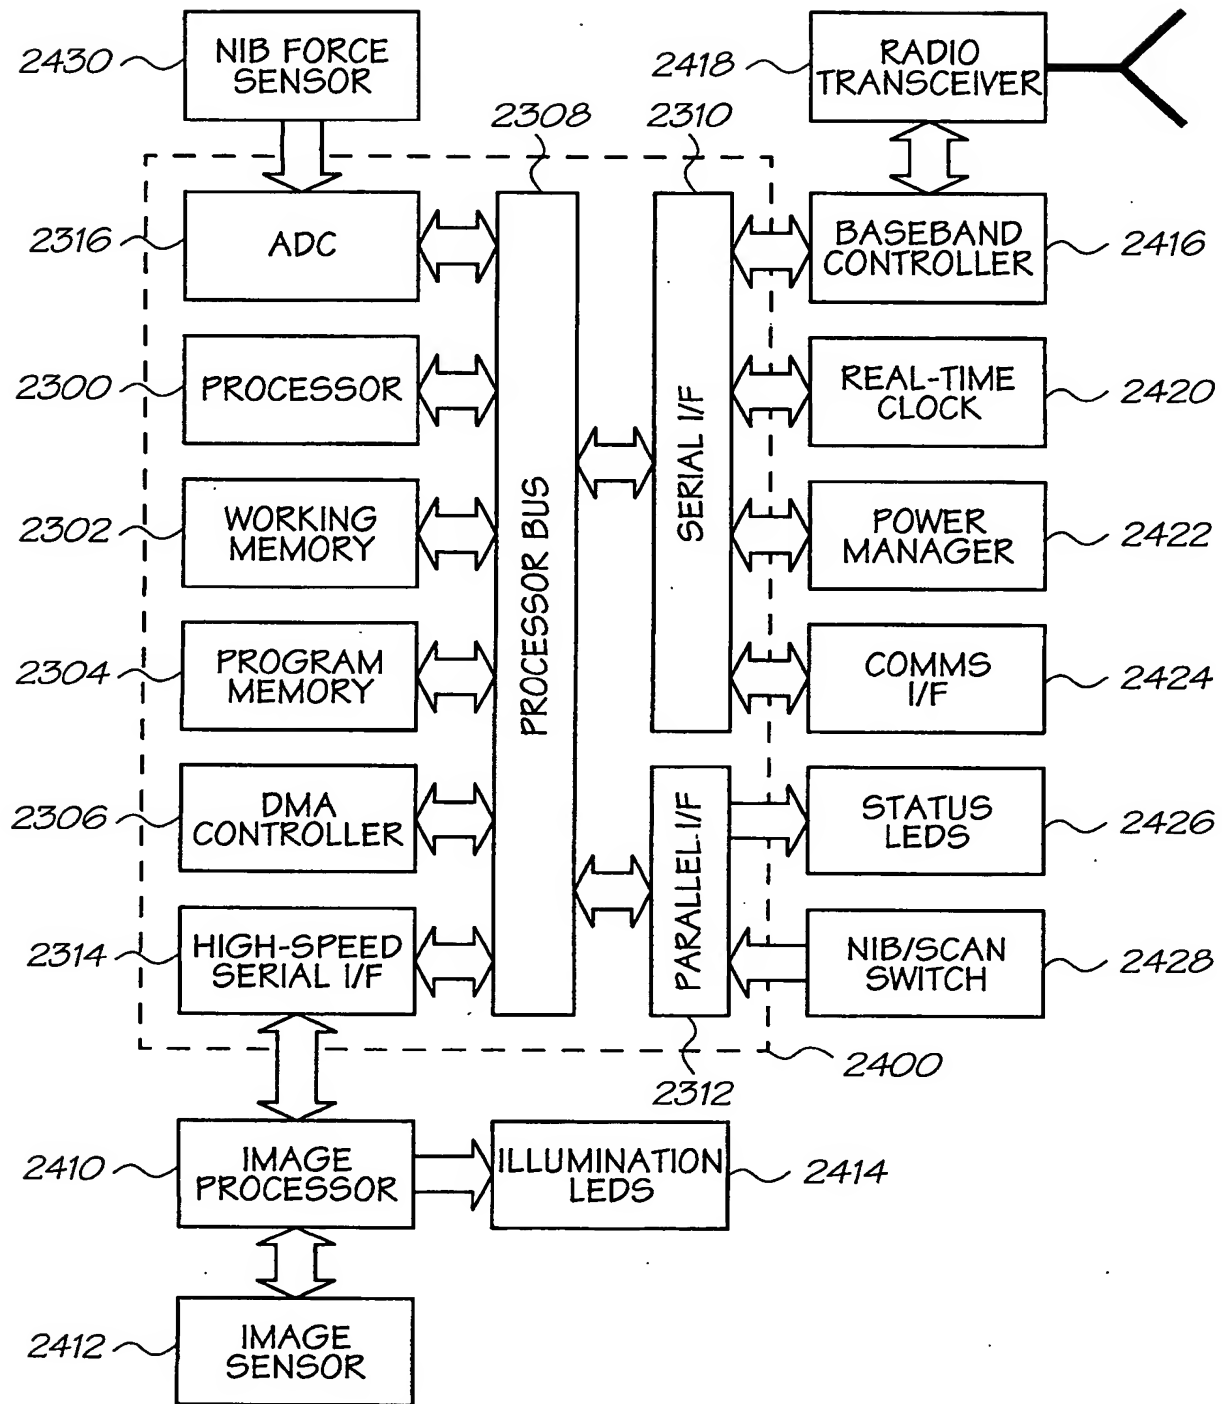 2430
NIB FORCE
SENSOR
2418
RADIO
TRANSCEIVER
2308
2310
2316
ADC
BASEBAND
CONTROLLER
2416
2300
PROCESSOR
REAL-TIME
CLOCK
2420
PROCESSOR BUS
SERIAL I/F
2302
WORKING
MEMORY
POWER
MANAGER
2422
2304
PROGRAM
MEMORY
COMMS
I/F
2424
2306
DMA
CONTROLLER
PARALLEL-I/F
STATUS
LEDS
2426
2314
HIGH-SPEED
SERIAL I/F
NIB/SCAN
SWITCH
2428
2400
2312
2410
IMAGE
PROCESSOR
ILLUMINATION
LEDS
2414
2412
IMAGE
SENSOR